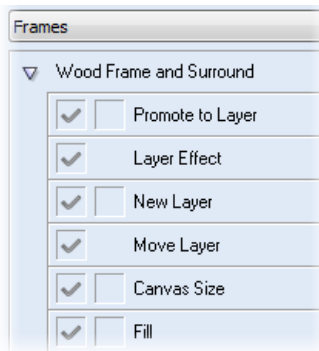 Frames
Wood Frame and Surround
Promote to Layer
Layer Effect
New Layer
Move Layer
Canvas Size
Fill